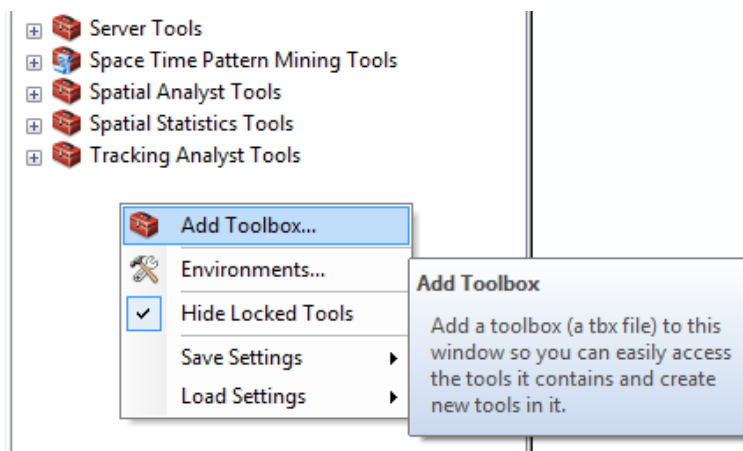 Server Tools
Space Time Pattern Mining Tools
Spatial Analyst Tools
Spatial Statistics Tools
Tracking Analyst Tools
Add Toolbox...
Environments...
Hide Locked Tools
Save Settings
Load Settings
Add Toolbox
Add a toolbox (a tbx file) to this
window so you can easily access
the tools it contains and create
new tools in it.